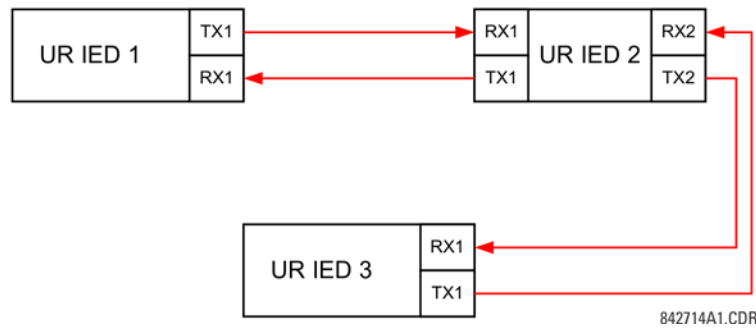 UR IED 1
TX1
RX1
RX1
TX1
UR IED 2
RX2
TX2
UR IED 3
RX1
TX1
842714A1.CDR